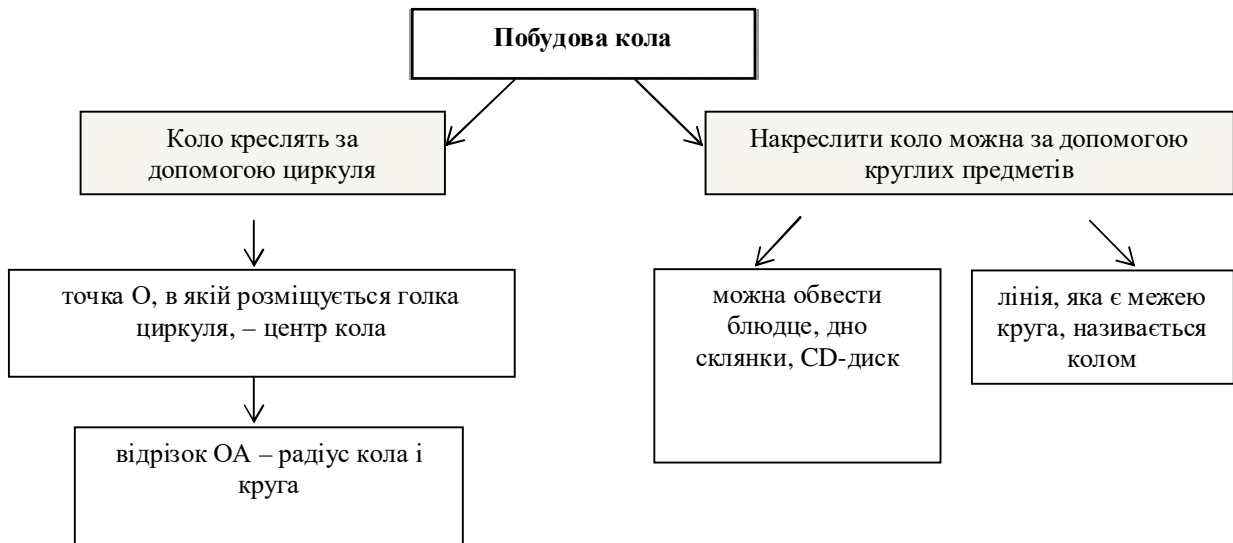 Побудова кола
Коло креслять за
допомогою циркуля
Накреслити коло можна за допомогою
круглих предметів
точка О, в якій розміщується голка
циркуля, – центр кола
можна обвести
блюдце, дно
склянки, CD-диск
лінія, яка є межею
круга, називається
колом
відрізок ОА – радіус кола і
круга